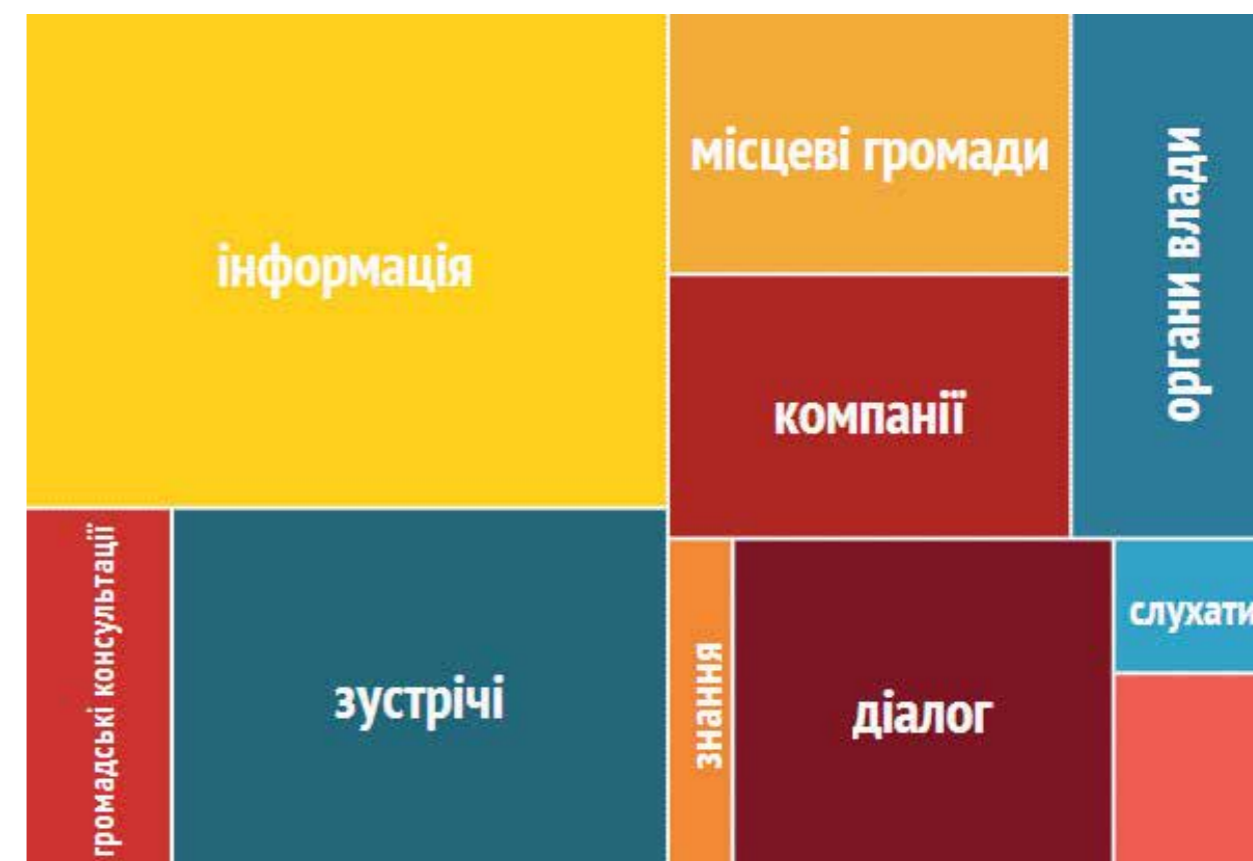 інформація
місцеві громади
компанії
органи влади
громадські консультації
зустрічі
знання
діалог
слухати